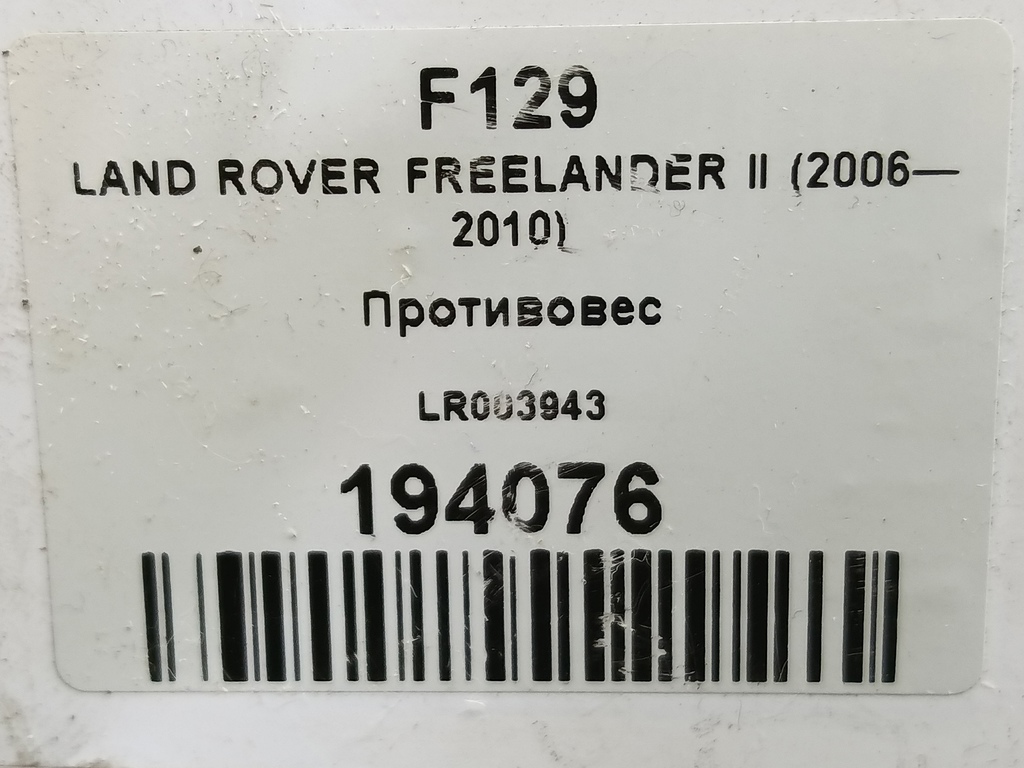 F129
LAND ROVER FREELANDER II (2006—
2010)
Противовес
LR003943
194076